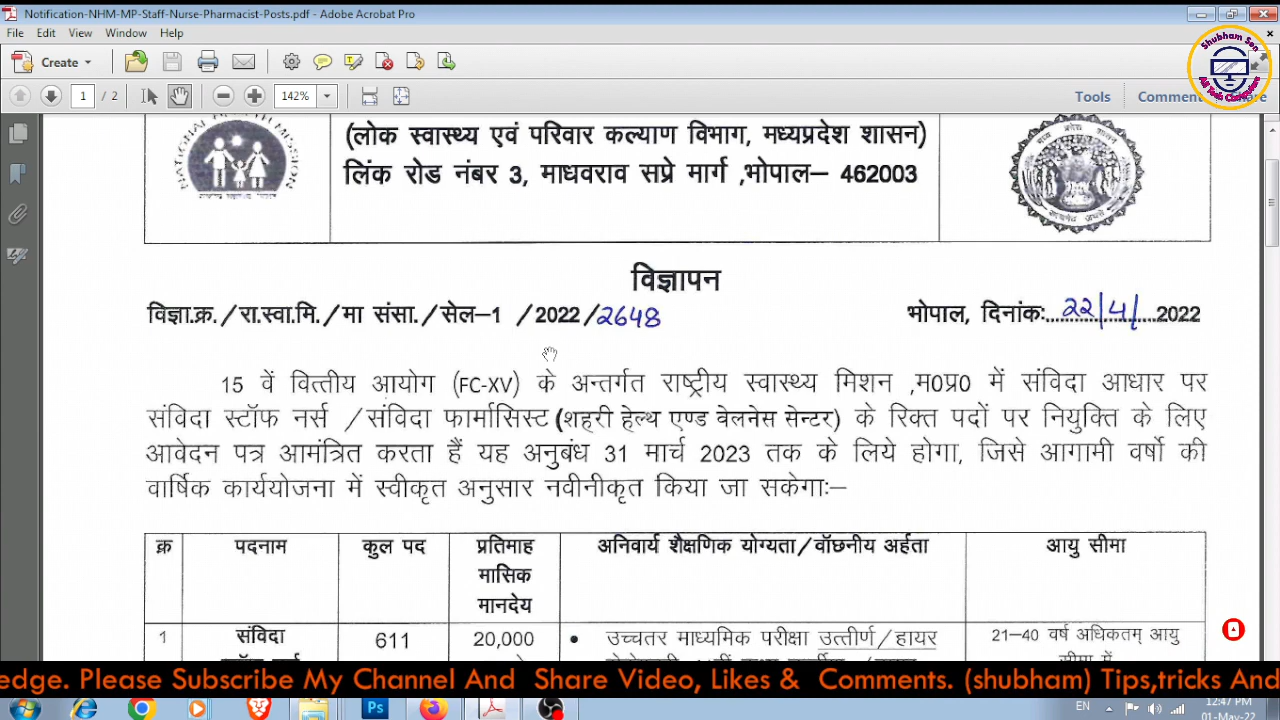 Notification-NHM-MP-Staff-Nurse-Pharmacist-Posts.pdf - Adobe Acrobat Pro
File Edit View Window Help
Create
1 / 2 142% Tools Comment Share
Shubham Sen
(लोक स्वास्थ्य एवं परिवार कल्याण विभाग, मध्यप्रदेश शासन)
लिंक रोड नंबर 3, माधवराव सप्रे मार्ग ,भोपाल– 462003
विज्ञापन
विज्ञा.क्र./रा.स्वा.मि./मा संसा./सेल–1 /2022/2648 भोपाल, दिनांकः 22/4/ 2022
15 वें वित्तीय आयोग (FC-XV) के अन्तर्गत राष्ट्रीय स्वास्थ्य मिशन ,म0प्र0 में संविदा आधार पर
संविदा स्टॉफ नर्स /संविदा फार्मासिस्ट (शहरी हेल्थ एण्ड वेलनेस सेन्टर) के रिक्त पदों पर नियुक्ति के लिए
आवेदन पत्र आमंत्रित करता हैं यह अनुबंध 31 मार्च 2023 तक के लिये होगा, जिसे आगामी वर्षो की
वार्षिक कार्ययोजना में स्वीकृत अनुसार नवीनीकृत किया जा सकेगाः–
क्र पदनाम कुल पद प्रतिमाह मासिक मानदेय अनिवार्य शैक्षणिक योग्यता/वॉछनीय अर्हता आयु सीमा
1 संविदा 611 20,000 • उच्चतर माध्यमिक परीक्षा उत्तीर्ण/हायर 21–40 वर्ष अधिकतम् आयु
सीमा में
edge. Please Subscribe My Channel And Share Video, Likes & Comments. (shubham) Tips,tricks And
EN 12:47 PM
01-May-22